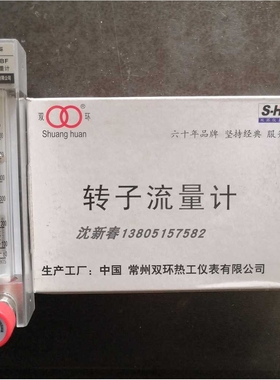 双 环
®
Shuang huan
S-H
六十年品牌 坚持经典 服
转子流量计
沈新春13805157582
生产工厂：中国 常州双环热工仪表有限公司